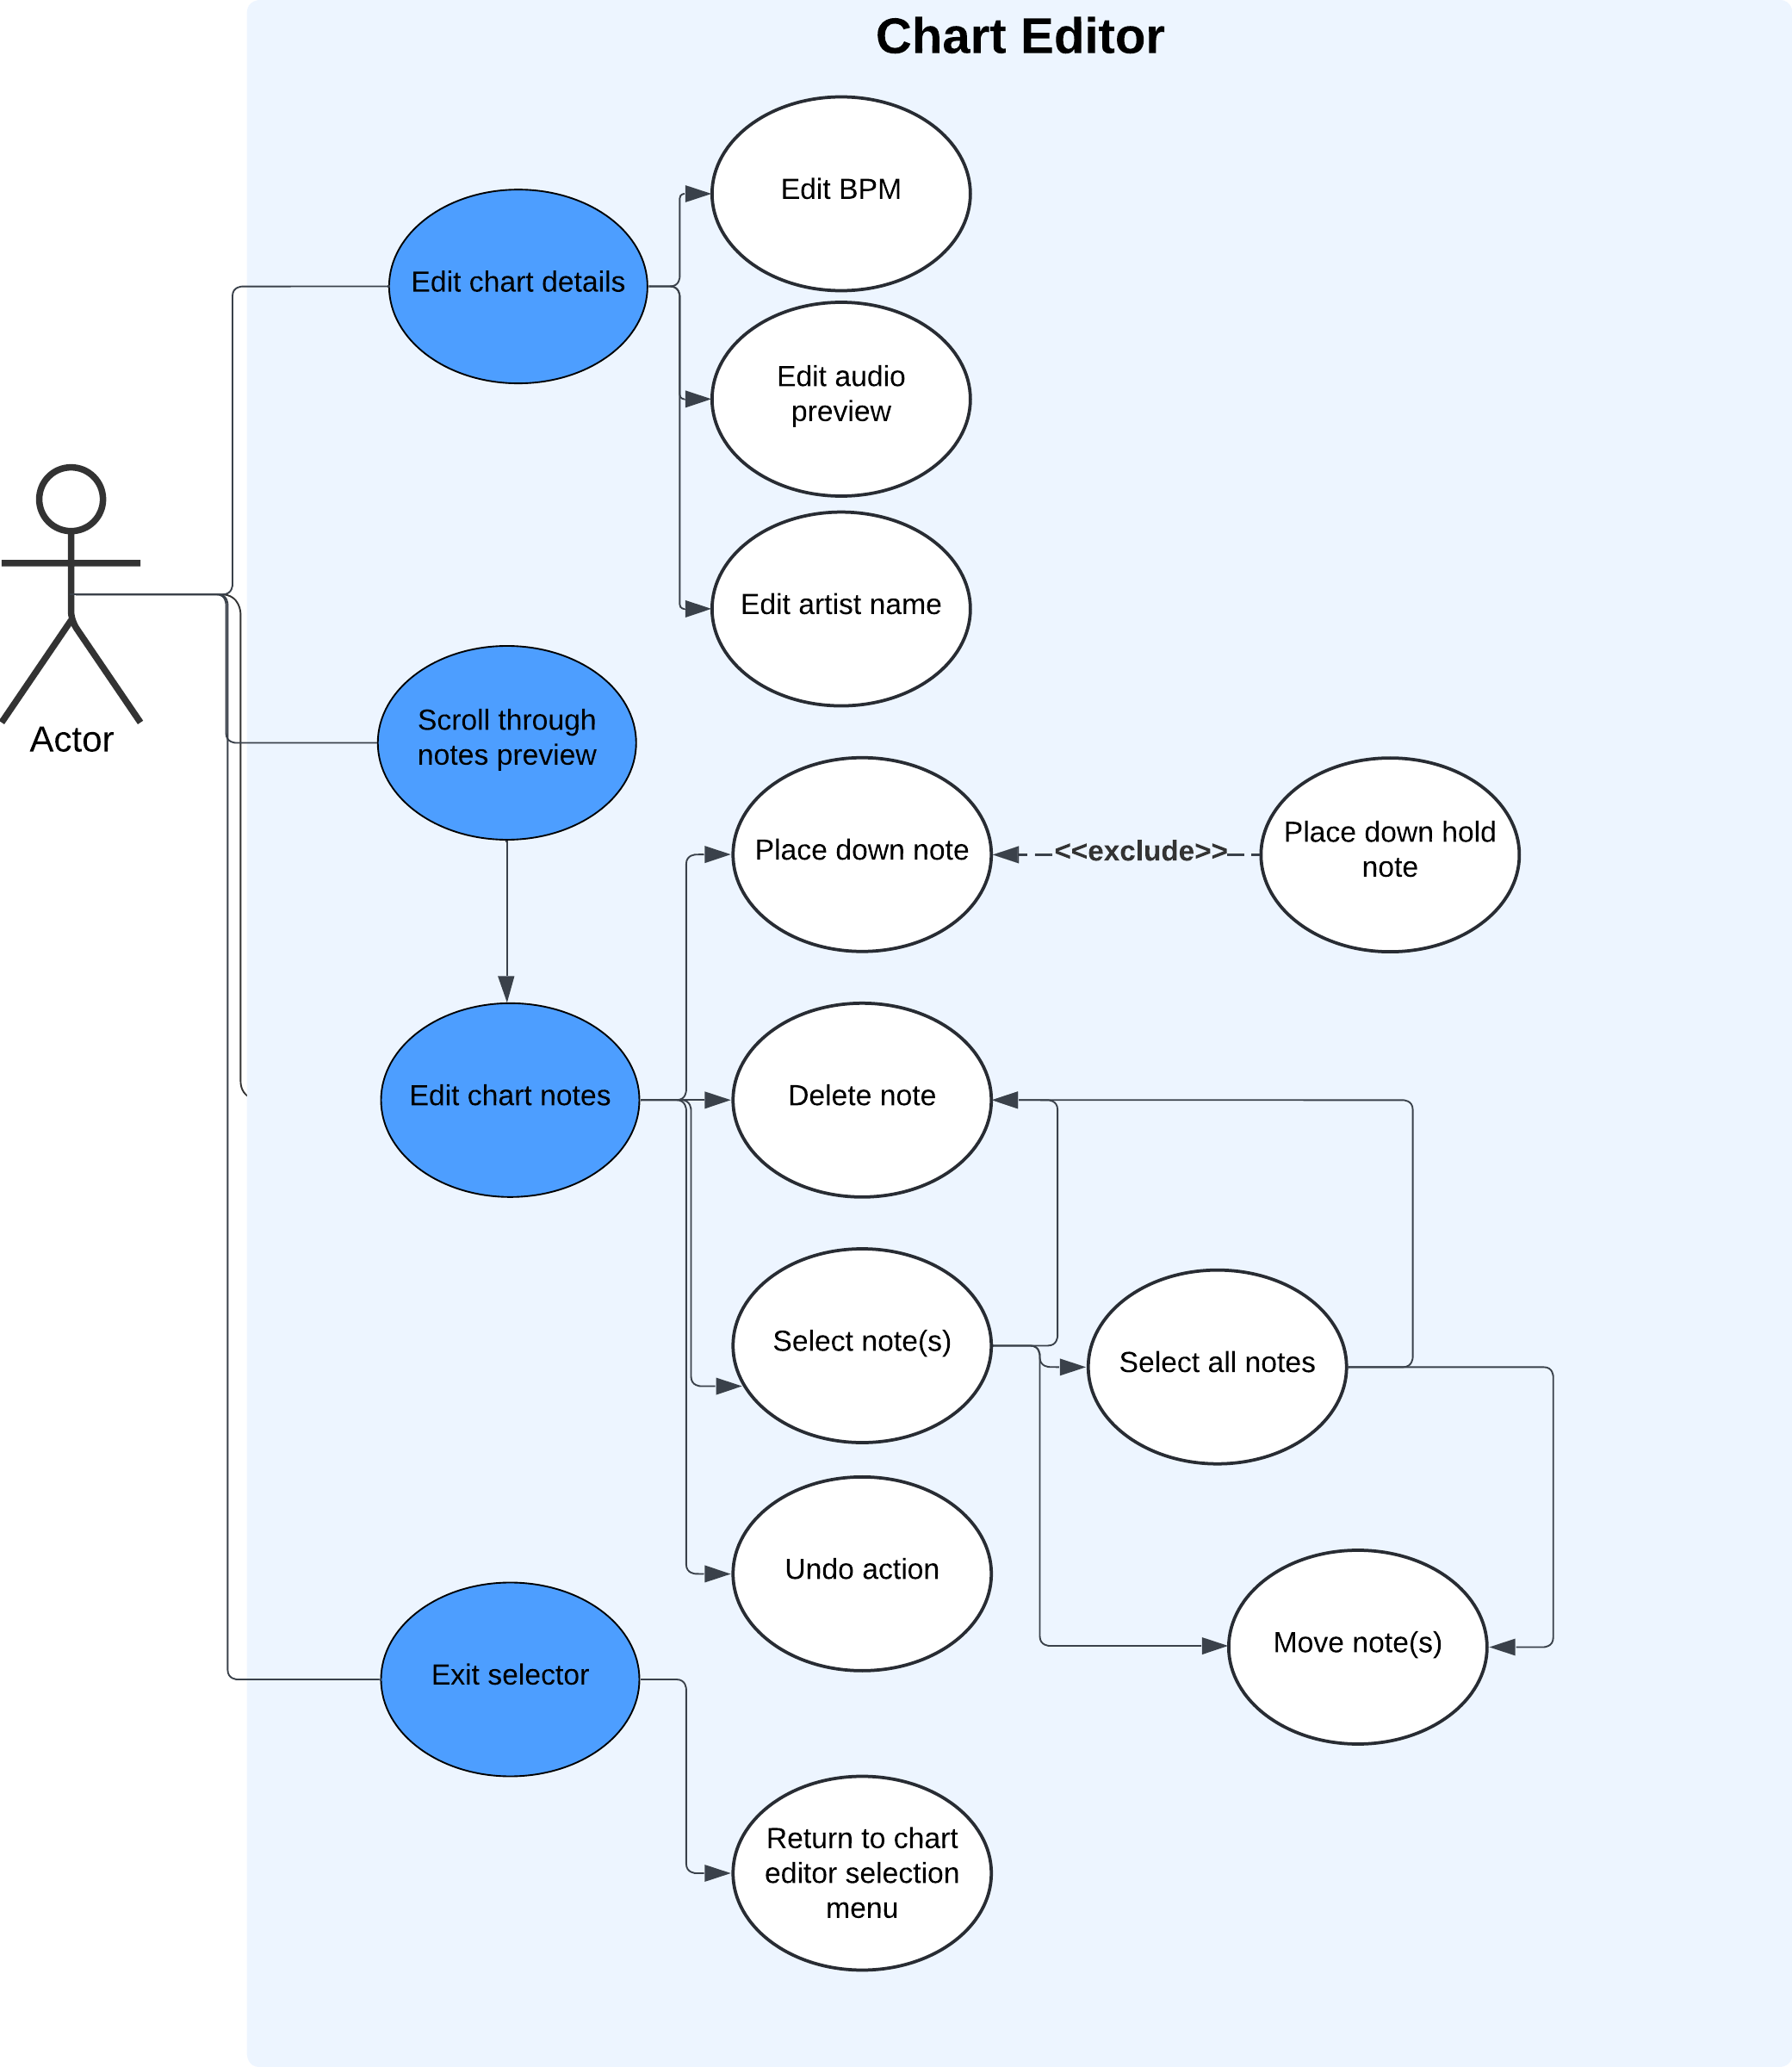 Chart Editor
Edit BPM
Edit chart details
Edit audio
preview
Edit artist name
Actor
Scroll through
notes preview
Place down note
<<exclude>>
Place down hold
note
Edit chart notes
Delete note
Select note(s)
Select all notes
Undo action
Move note(s)
Exit selector
Return to chart
editor selection
menu